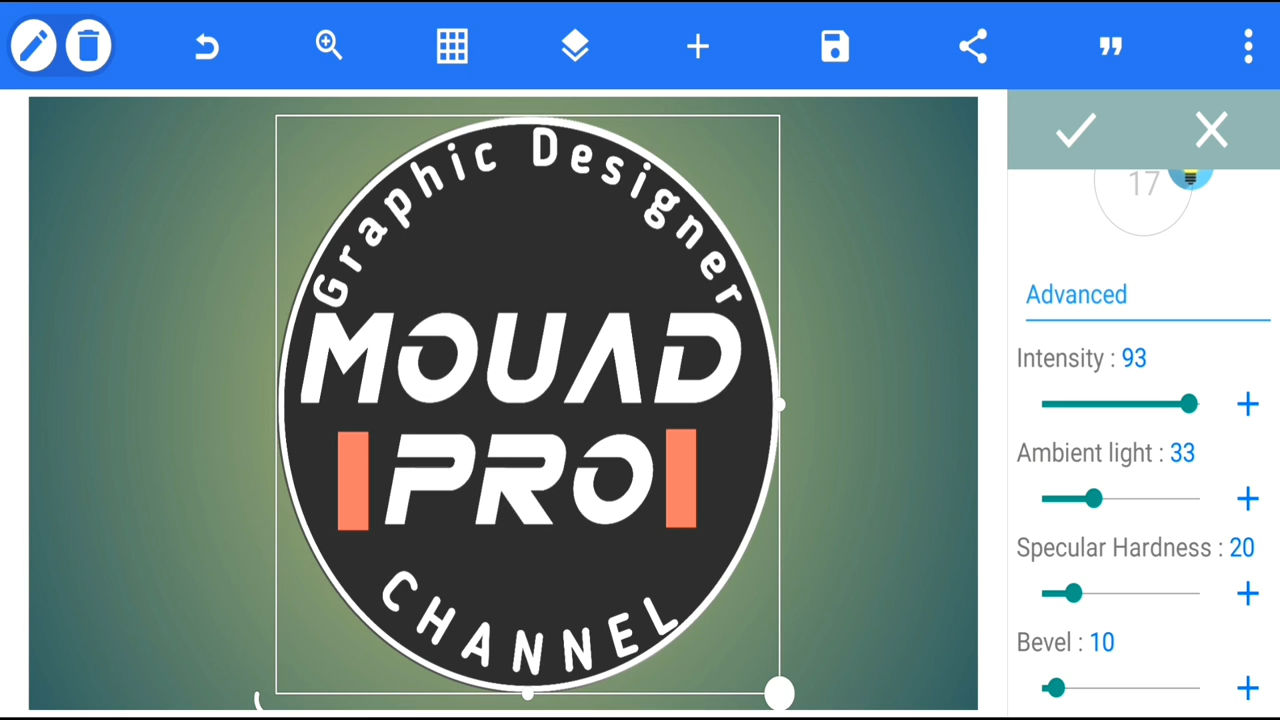 Graphic Designer
MOUAD
PRO
CHANNEL
17
Advanced
Intensity : 93
Ambient light : 33
Specular Hardness : 20
Bevel : 10